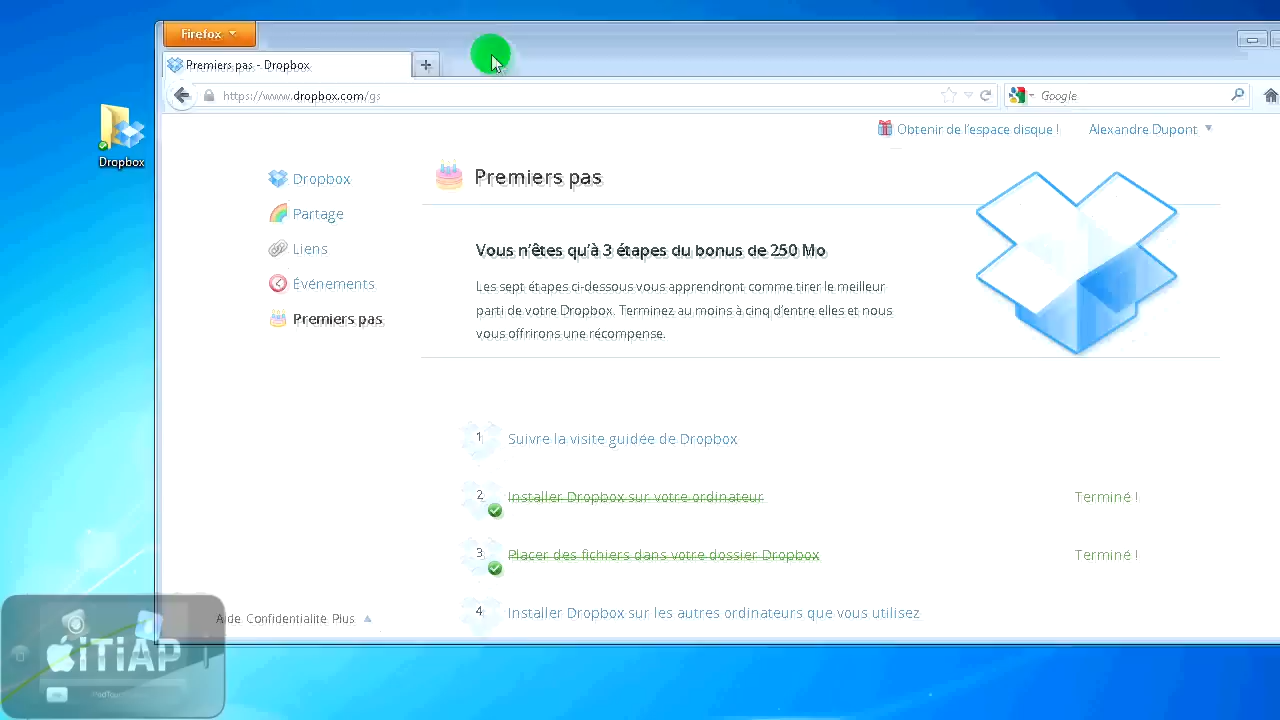 Firefox
Premiers pas - Dropbox
https://www.dropbox.com/gs
Google
Obtenir de l'espace disque !
Alexandre Dupont
Dropbox
Dropbox
Partage
Liens
Événements
Premiers pas
Premiers pas
Vous n'êtes qu'à 3 étapes du bonus de 250 Mo
Les sept étapes ci-dessous vous apprendront comme tirer le meilleur
parti de votre Dropbox. Terminez au moins à cinq d'entre elles et nous
vous offrirons une récompense.
1 Suivre la visite guidée de Dropbox
2 Installer Dropbox sur votre ordinateur Terminé !
3 Placer des fichiers dans votre dossier Dropbox Terminé !
4 Installer Dropbox sur les autres ordinateurs que vous utilisez
Aide Confidentialité Plus
iTiAP